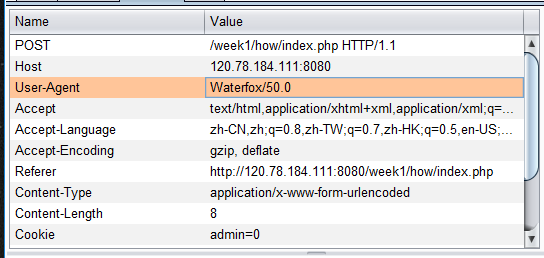 Name Value
POST /week1/how/index.php HTTP/1.1
Host 120.78.184.111:8080
User-Agent Waterfox/50.0
Accept text/html,application/xhtml+xml,application/xml;q=...
Accept-Language zh-CN,zh;q=0.8,zh-TW;q=0.7,zh-HK;q=0.5,en-US;...
Accept-Encoding gzip, deflate
Referer http://120.78.184.111:8080/week1/how/index.php
Content-Type application/x-www-form-urlencoded
Content-Length 8
Cookie admin=0